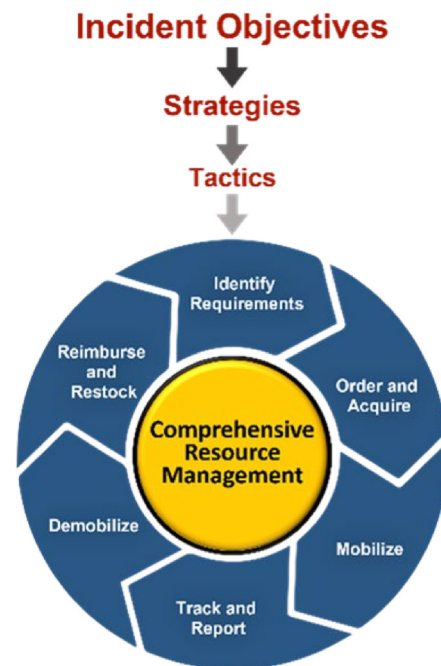 Incident Objectives
Strategies
Tactics
Identify
Requirements
Order and
Acquire
Mobilize
Track and
Report
Demobilize
Reimburse
and
Restock
Comprehensive
Resource
Management